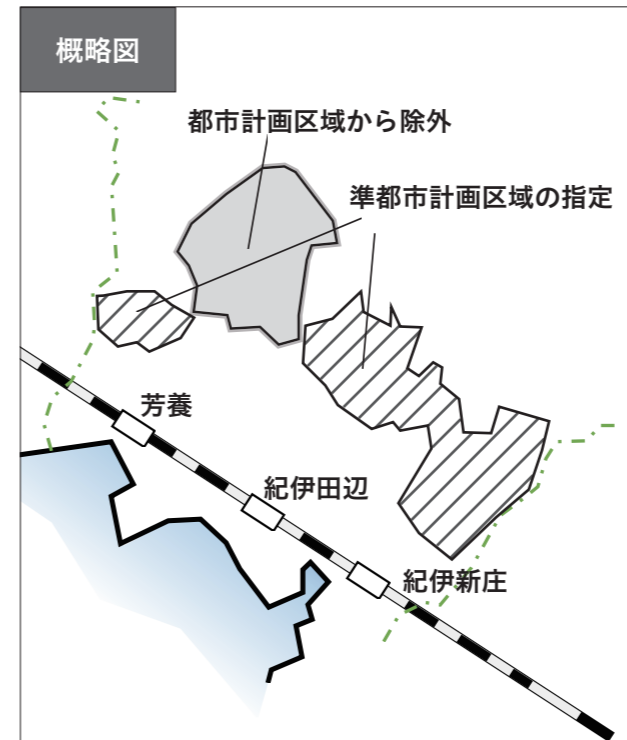 概略図
都市計画区域から除外
準都市計画区域の指定
芳養
紀伊田辺
紀伊新庄